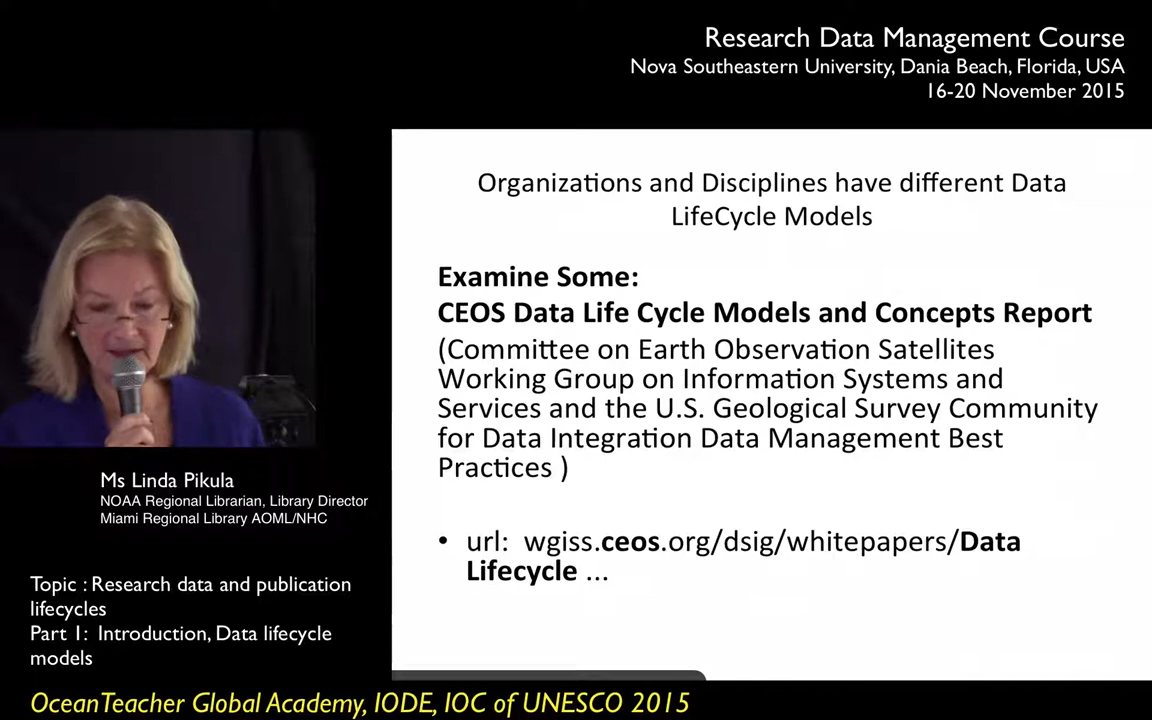 Research Data Management Course
Nova Southeastern University, Dania Beach, Florida, USA
16-20 November 2015
Organizations and Disciplines have different Data
LifeCycle Models
Examine Some:
CEOS Data Life Cycle Models and Concepts Report
(Committee on Earth Observation Satellites
Working Group on Information Systems and
Services and the U.S. Geological Survey Community
for Data Integration Data Management Best
Practices )
• url: wgiss.ceos.org/dsig/whitepapers/Data
Lifecycle ...
Ms Linda Pikula
NOAA Regional Librarian, Library Director
Miami Regional Library AOML/NHC
Topic : Research data and publication
lifecycles
Part 1: Introduction, Data lifecycle
models
OceanTeacher Global Academy, IODE, IOC of UNESCO 2015